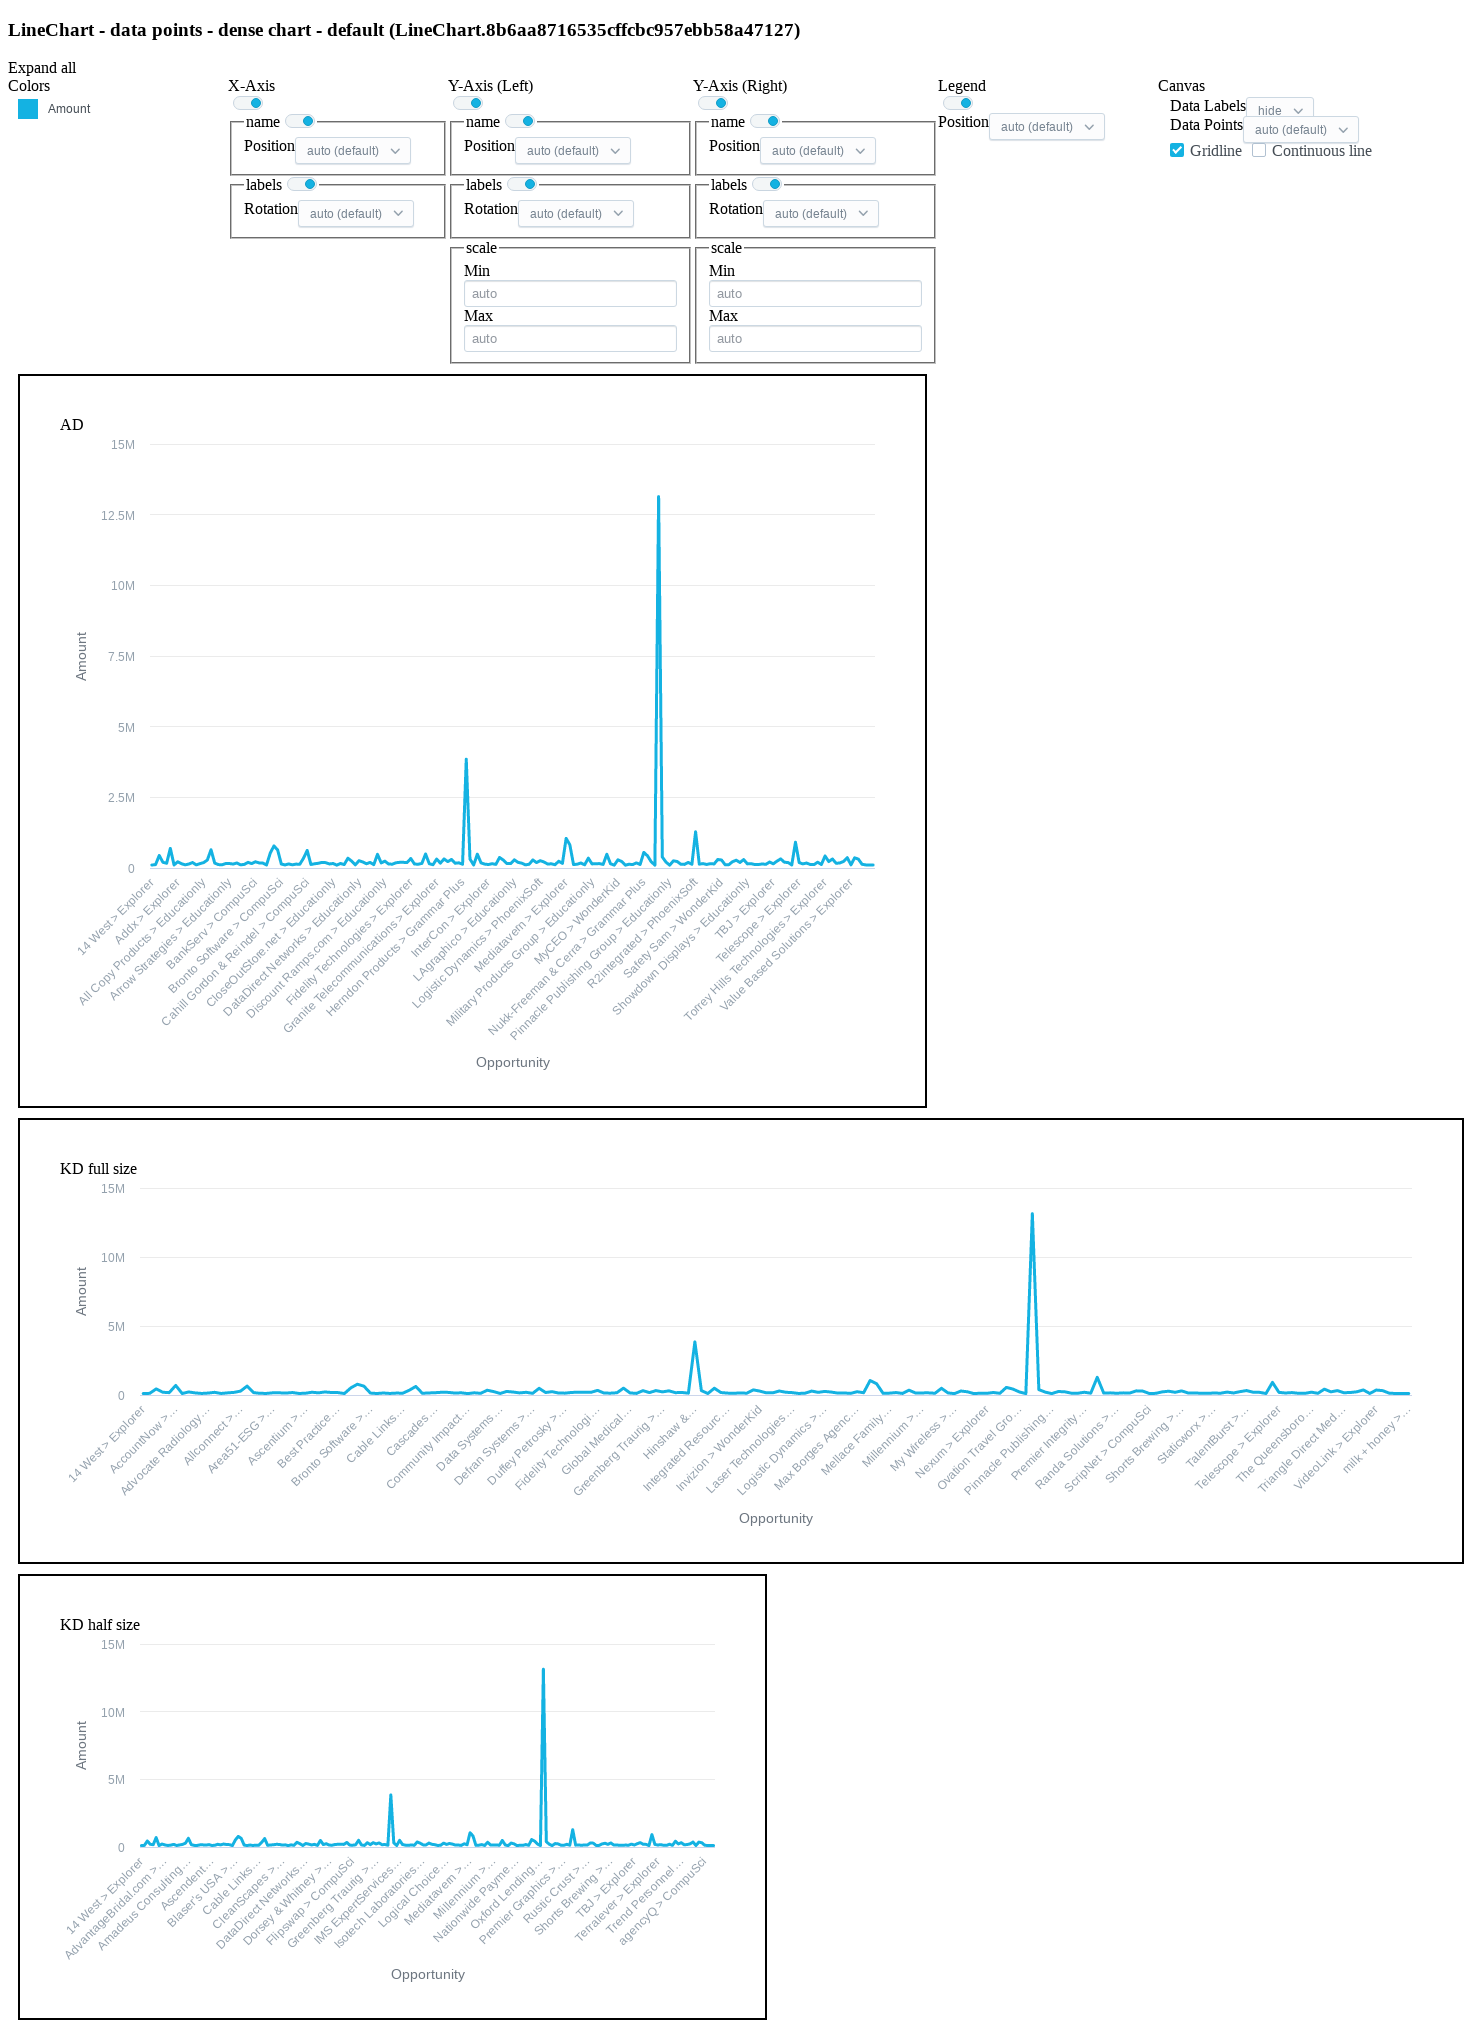 LineChart - data points - dense chart - default (LineChart.8b6aa8716535cffcbc957ebb58a47127)
Expand all
Colors
Amount
X-Axis
name
Position auto (default)
labels
Rotation auto (default)
Y-Axis (Left)
name
Position auto (default)
labels
Rotation auto (default)
scale
Min
auto
Max
auto
Y-Axis (Right)
name
Position auto (default)
labels
Rotation auto (default)
scale
Min
auto
Max
auto
Legend
Position auto (default)
Canvas
Data Labels hide
Data Points auto (default)
Gridline Continuous line
AD
15M
12.5M
10M
7.5M
5M
2.5M
0
Amount
14 West > Explorer
Addx > Explorer
All Copy Products > Educationly
Arrow Strategies > Educationly
BankServ > CompuSci
Bronto Software > CompuSci
Cahill Gordon & Reindel > CompuSci
CloseOutStore.net > Educationly
DataDirect Networks > Educationly
Discount Ramps.com > Educationly
Fidelity Technologies > Explorer
Granite Telecommunications > Explorer
Herndon Products > Grammar Plus
InterCon > Explorer
LAgraphico > Educationly
Logistic Dynamics > PhoenixSoft
Mediatavern > Explorer
Military Products Group > Educationly
MyCEO > WonderKid
Nukk-Freeman & Cerra > Grammar Plus
Pinnacle Publishing Group > Educationly
R2integrated > PhoenixSoft
Safety Sam > WonderKid
Showdown Displays > Educationly
TBJ > Explorer
Telescope > Explorer
Torrey Hills Technologies > Explorer
Value Based Solutions > Explorer
Opportunity
KD full size
15M
10M
5M
0
Amount
14 West > Explorer
AccountNow >…
Advocate Radiology…
Allconnect >…
Area51-ESG >…
Ascentium >…
Best Practice…
Bronto Software >…
Cable Links…
Cascades…
Community Impact…
Data Systems…
Defran Systems >…
Duffey Petrosky >…
Fidelity Technologi…
Global Medical…
Greenberg Traurig >…
Hinshaw &…
Integrated Resourc…
Invizion > WonderKid
Laser Technologies…
Logistic Dynamics >…
Max Borges Agenc…
Mellace Family…
Millennium >…
My Wireless >…
Nexum > Explorer
Ovation Travel Gro…
Pinnacle Publishing…
Premier Integrity…
Randa Solutions >…
ScripNet > CompuSci
Shorts Brewing >…
Staticworx >…
TalentBurst >…
Telescope > Explorer
The Queensboro…
Triangle Direct Med…
VideoLink > Explorer
milk + honey >…
Opportunity
KD half size
15M
10M
5M
0
Amount
14 West > Explorer
AdvantageBridal.com >…
Amadeus Consulting…
Ascendent…
Blaser's USA >…
Cable Links…
CleanScapes >…
DataDirect Networks…
Dorsey & Whitney >…
Flipswap > CompuSci
Greenberg Traurig >…
IMS ExpertServices…
Isotech Laboratories…
Logical Choice…
Mediatavern >…
Millennium >…
Nationwide Payme…
Oxford Lending…
Premier Graphics >…
Rustic Crust >…
Shorts Brewing >…
TBJ > Explorer
Terralever > Explorer
Trend Personnel…
agencyQ > CompuSci
Opportunity